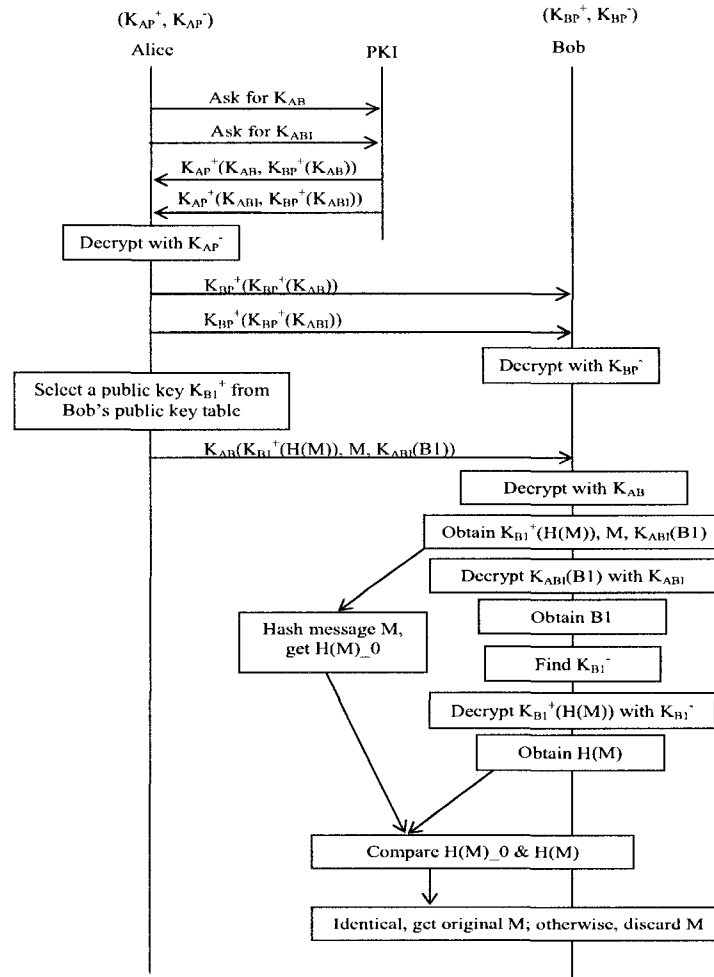 (K_AP^+, K_AP^-)
(K_BP^+, K_BP^-)
Alice
PKI
Bob
Ask for K_AB
Ask for K_ABI
K_AP^+(K_AB, K_BP^+(K_AB))
K_AP^+(K_ABI, K_BP^+(K_ABI))
Decrypt with K_AP^-
K_BP^+(K_BP^+(K_AB))
K_BP^+(K_BP^+(K_ABI))
Decrypt with K_BP^-
Select a public key K_B1^+ from
Bob's public key table
K_AB(K_B1^+(H(M)), M, K_ABI(B1))
Decrypt with K_AB
Obtain K_B1^+(H(M)), M, K_ABI(B1)
Decrypt K_ABI(B1) with K_ABI
Obtain B1
Hash message M,
get H(M)_0
Find K_B1^-
Decrypt K_B1^+(H(M)) with K_B1^-
Obtain H(M)
Compare H(M)_0 & H(M)
Identical, get original M; otherwise, discard M